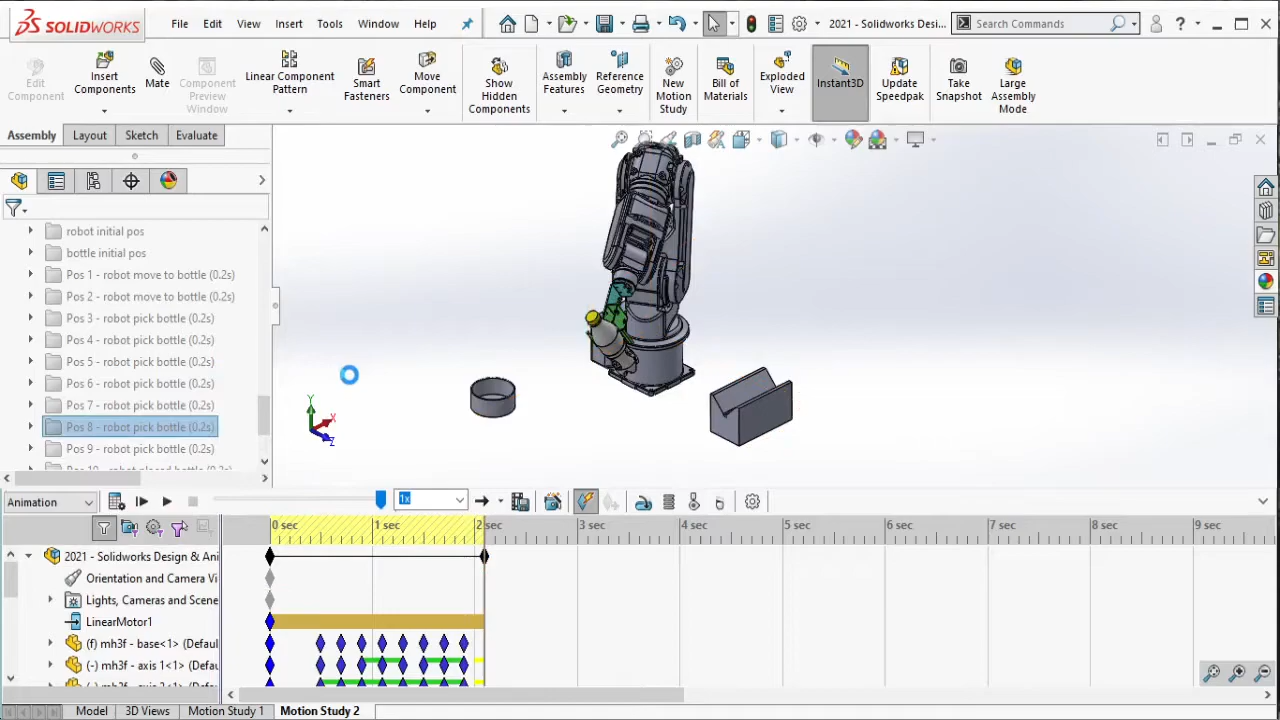 SOLIDWORKS
File Edit View Insert Tools Window Help
2021 - Solidworks Desi...
Search Commands
Edit Component
Insert Components
Mate
Component Preview Window
Linear Component Pattern
Smart Fasteners
Move Component
Show Hidden Components
Assembly Features
Reference Geometry
New Motion Study
Bill of Materials
Exploded View
Instant3D
Update Speedpak
Take Snapshot
Large Assembly Mode
Assembly Layout Sketch Evaluate
robot initial pos
bottle initial pos
Pos 1 - robot move to bottle (0.2s)
Pos 2 - robot move to bottle (0.2s)
Pos 3 - robot pick bottle (0.2s)
Pos 4 - robot pick bottle (0.2s)
Pos 5 - robot pick bottle (0.2s)
Pos 6 - robot pick bottle (0.2s)
Pos 7 - robot pick bottle (0.2s)
Pos 8 - robot pick bottle (0.2s)
Pos 9 - robot pick bottle (0.2s)
Pos 10 - robot placed bottle (0.2s)
Y
X
Z
Animation
1x
0 sec 1 sec 2 sec 3 sec 4 sec 5 sec 6 sec 7 sec 8 sec 9 sec
2021 - Solidworks Design & Ani
Orientation and Camera Vi
Lights, Cameras and Scene
LinearMotor1
(f) mh3f - base<1> (Defau
(-) mh3f - axis 1<1> (Defau
Model 3D Views Motion Study 1 Motion Study 2